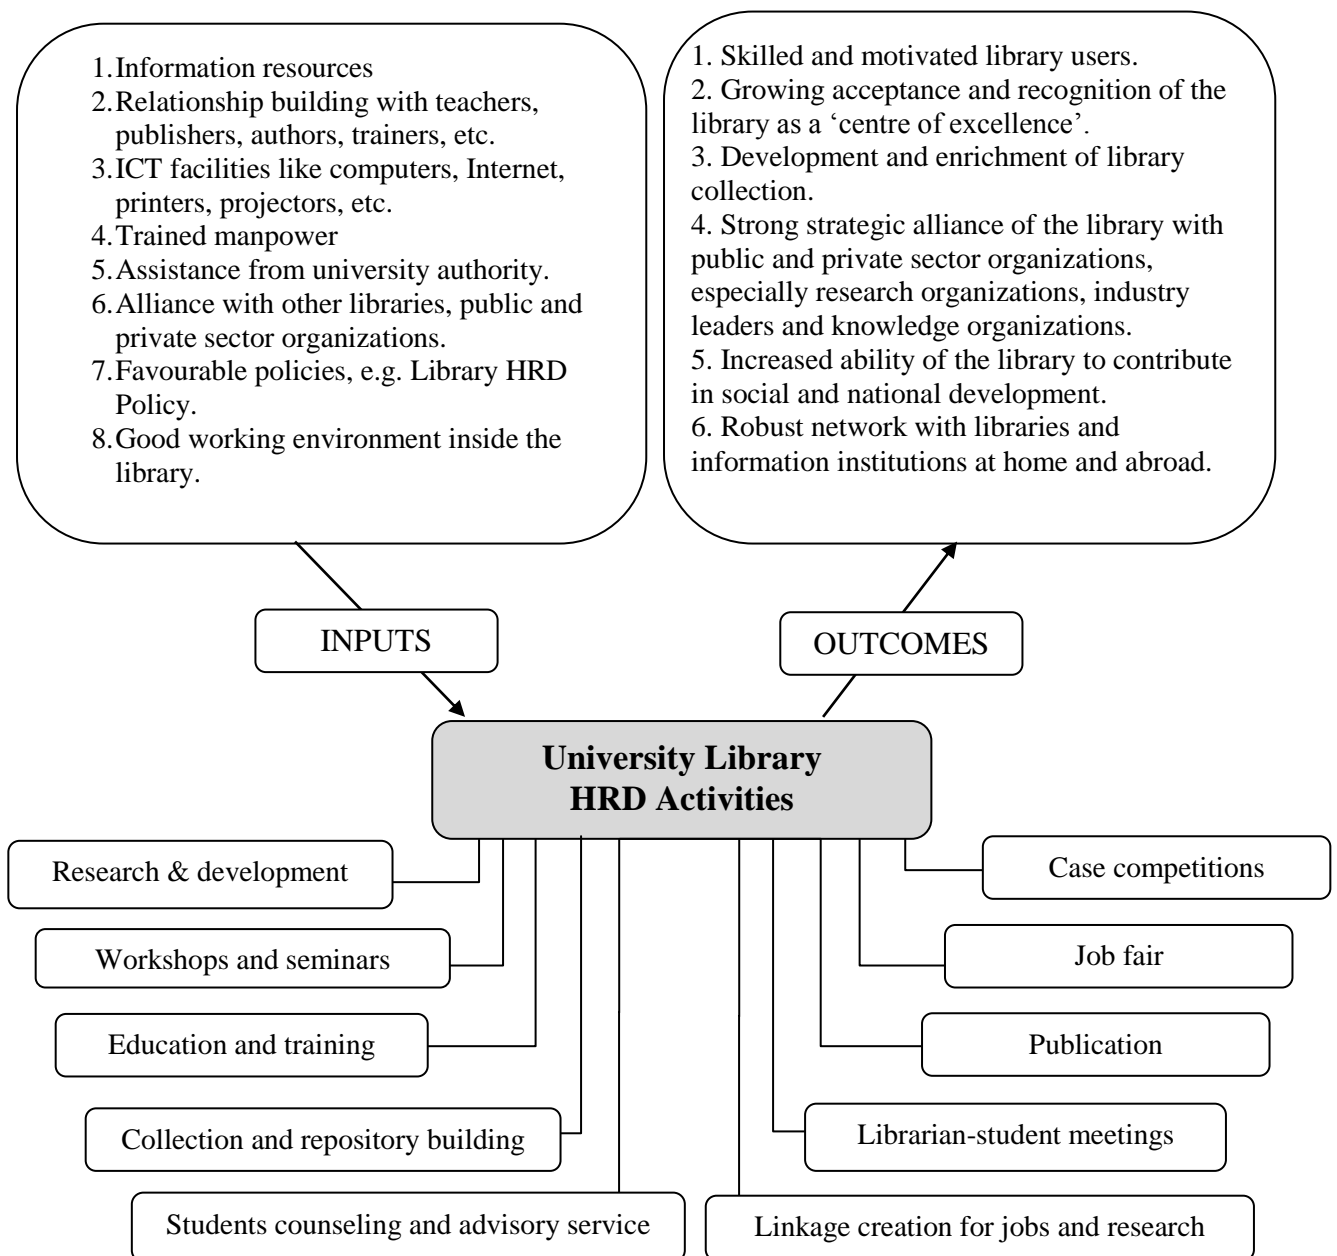 1.Information resources
2.Relationship building with teachers,
publishers, authors, trainers, etc.
3.ICT facilities like computers, Internet,
printers, projectors, etc.
4.Trained manpower
5.Assistance from university authority.
6.Alliance with other libraries, public and
private sector organizations.
7.Favourable policies, e.g. Library HRD
Policy.
8.Good working environment inside the
library.
1. Skilled and motivated library users.
2. Growing acceptance and recognition of the
library as a ‘centre of excellence’.
3. Development and enrichment of library
collection.
4. Strong strategic alliance of the library with
public and private sector organizations,
especially research organizations, industry
leaders and knowledge organizations.
5. Increased ability of the library to contribute
in social and national development.
6. Robust network with libraries and
information institutions at home and abroad.
INPUTS
OUTCOMES
University Library
HRD Activities
Research & development
Workshops and seminars
Education and training
Collection and repository building
Students counseling and advisory service
Case competitions
Job fair
Publication
Librarian-student meetings
Linkage creation for jobs and research